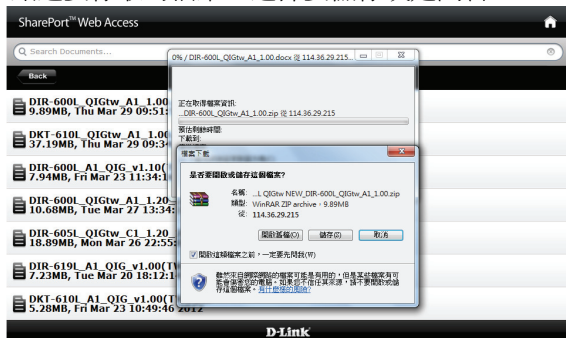 SharePort™ Web Access
Search Documents...
Back
DIR-600L_QIGtw_A1_1.00
9.89MB, Thu Mar 29 09:51:
DKT-610L_QIGtw_A1_1.00
37.19MB, Thu Mar 29 09:3
DIR-600L_A1_QIG_v1.10(
7.94MB, Fri Mar 23 11:34:1
DIR-600L_QIGtw_A1_1.20_
10.68MB, Tue Mar 27 13:34:
DIR-605L_QIGtw_C1_1.20_
18.89MB, Mon Mar 26 22:55:
DIR-619L_A1_QIG_v1.00(T
7.23MB, Tue Mar 20 18:12:1
DKT-610L_A1_QIG_v1.00(T
5.28MB, Fri Mar 23 10:49:46 2012
D-Link
0% / DIR-600L_QIGtw_A1_1.00.docx 從 114.36.29.215...
正在取得檔案資訊:
...DIR-600L_QIGtw_A1_1.00.zip 從 114.36.29.215
預估剩餘時間:
下載到:
檔案下載
是否要開啟或儲存這個檔案?
名稱: ...L QIGtw NEW_DIR-600L_QIGtw_A1_1.00.zip
類型: WinRAR ZIP archive，9.89MB
從: 114.36.29.215
開啟舊檔(O) 儲存(S) 取消
開啟這類檔案之前，一定要先問我(W)
雖然來自網際網路的檔案可能是有用的，但是某些檔案有可
能會傷害您的電腦。如果您不信任其來源，請不要開啟或儲
存這個檔案。有什麼樣的風險?